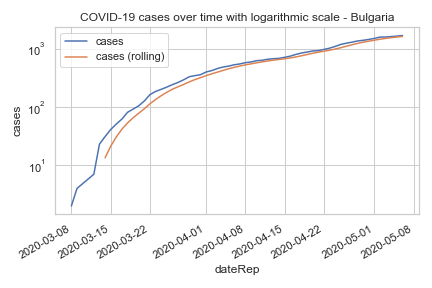 COVID-19 cases over time with logarithmic scale - Bulgaria
cases
cases (rolling)
10³
10²
10¹
cases
2020-03-08
2020-03-15
2020-03-22
2020-04-01
2020-04-08
2020-04-15
2020-04-22
2020-05-01
2020-05-08
dateRep